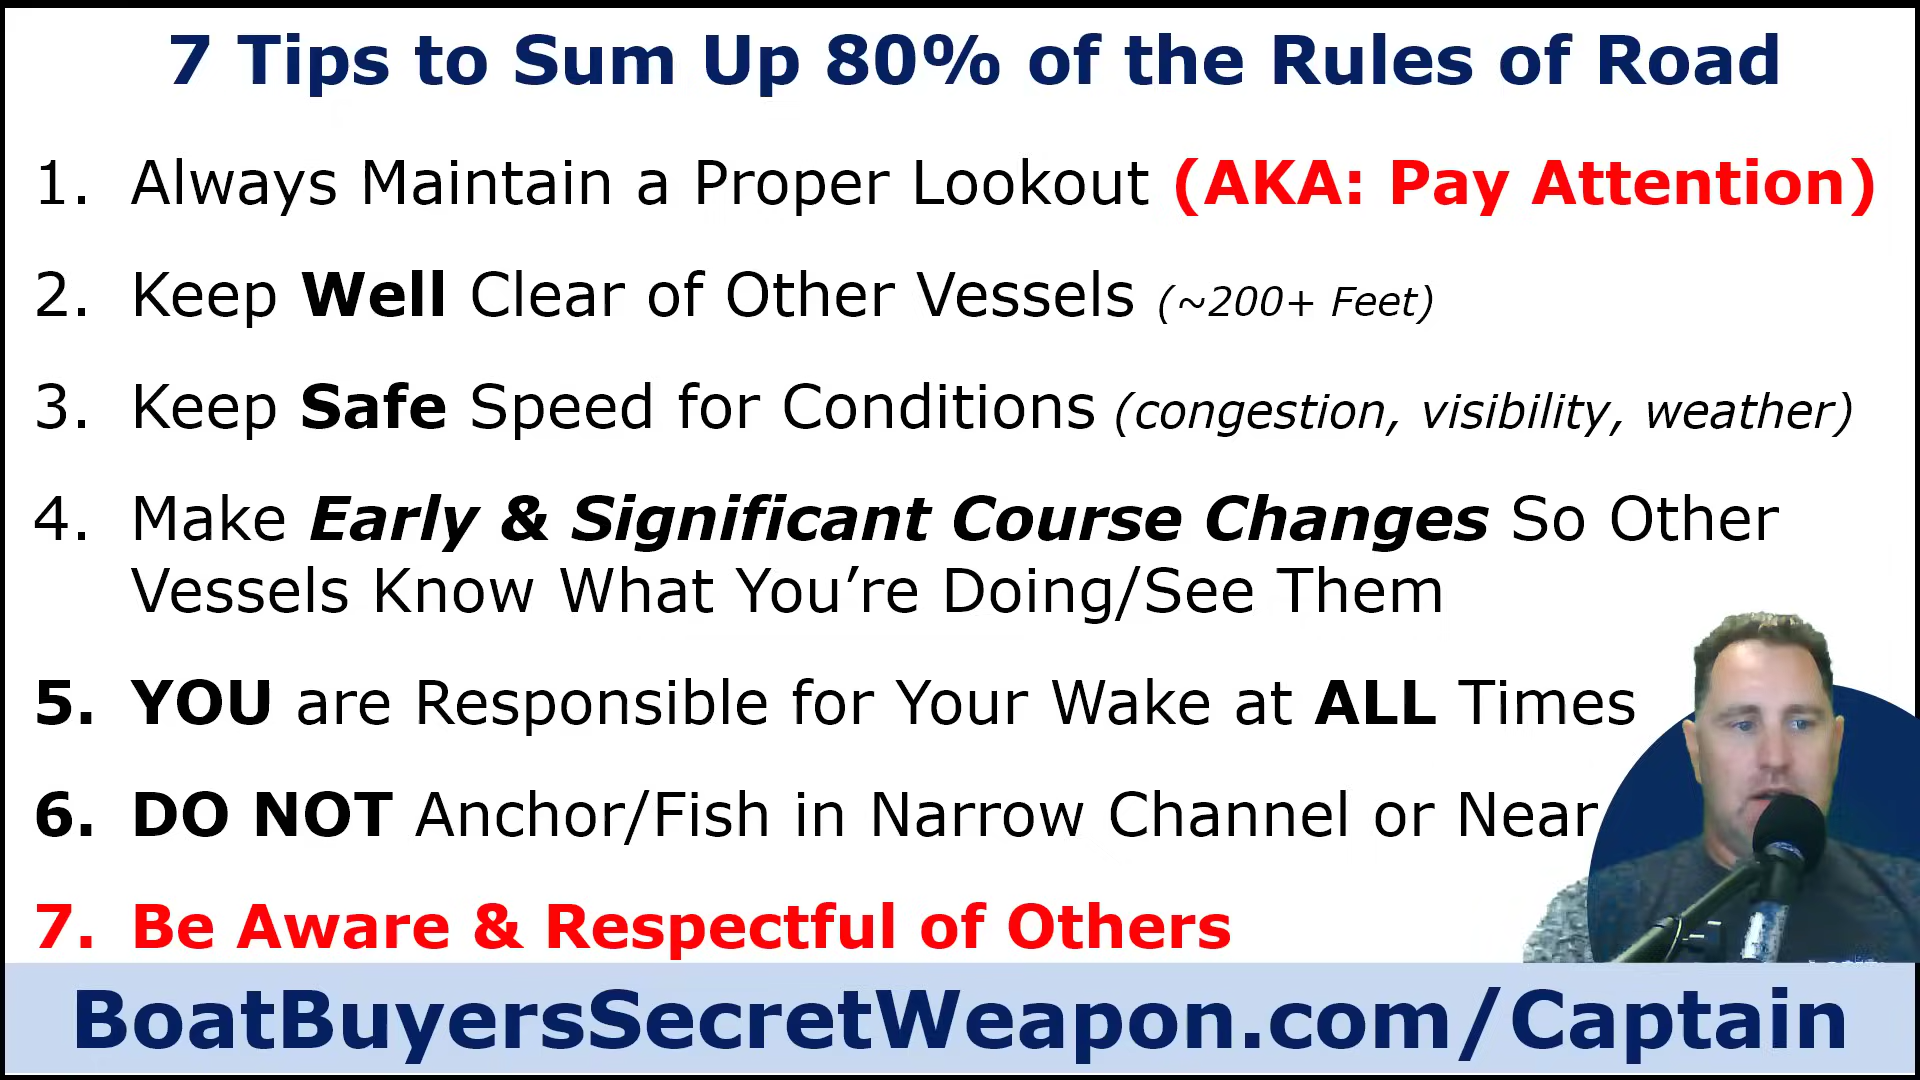 7 Tips to Sum Up 80% of the Rules of Road
1. Always Maintain a Proper Lookout (AKA: Pay Attention)
2. Keep Well Clear of Other Vessels (~200+ Feet)
3. Keep Safe Speed for Conditions (congestion, visibility, weather)
4. Make Early & Significant Course Changes So Other
Vessels Know What You’re Doing/See Them
5. YOU are Responsible for Your Wake at ALL Times
6. DO NOT Anchor/Fish in Narrow Channel or Near
7. Be Aware & Respectful of Others
BoatBuyersSecretWeapon.com/Captain